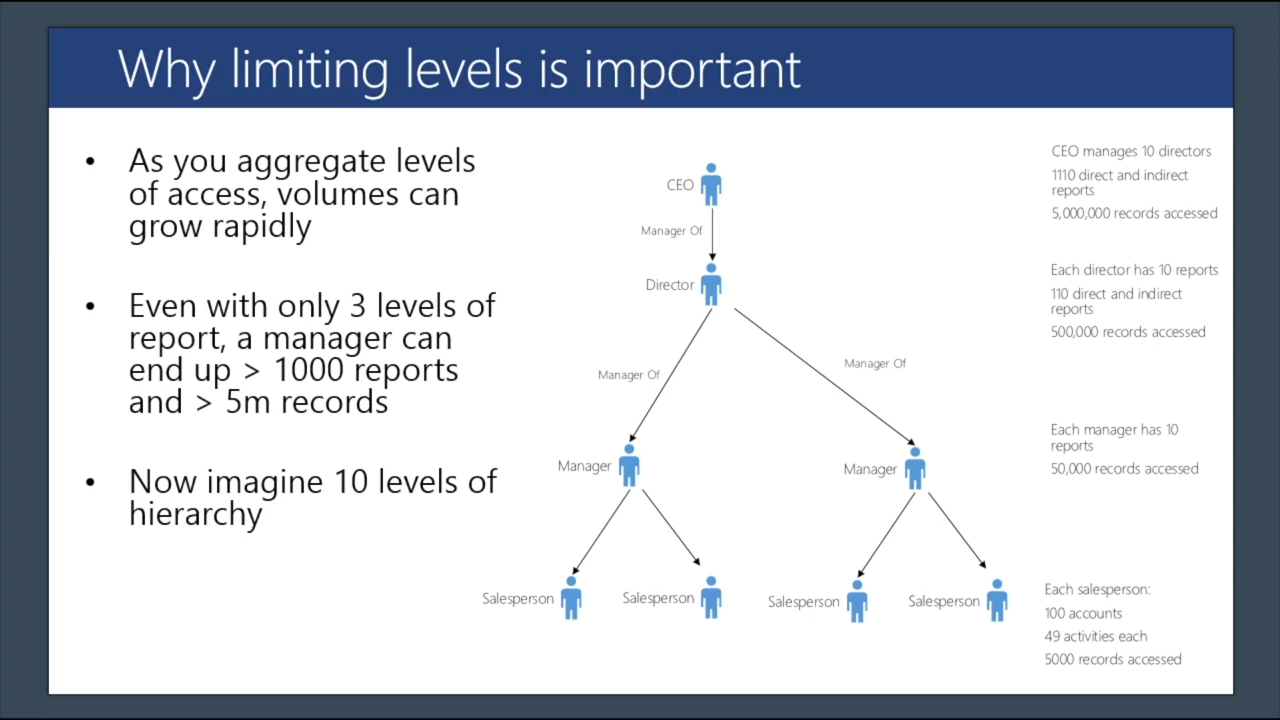 Why limiting levels is important
• As you aggregate levels
of access, volumes can
grow rapidly
• Even with only 3 levels of
report, a manager can
end up > 1000 reports
and > 5m records
• Now imagine 10 levels of
hierarchy
CEO
Manager Of
Director
Manager Of
Manager Of
Manager
Manager
Salesperson
Salesperson
Salesperson
Salesperson
CEO manages 10 directors
1110 direct and indirect
reports
5,000,000 records accessed
Each director has 10 reports
110 direct and indirect
reports
500,000 records accessed
Each manager has 10
reports
50,000 records accessed
Each salesperson:
100 accounts
49 activities each
5000 records accessed